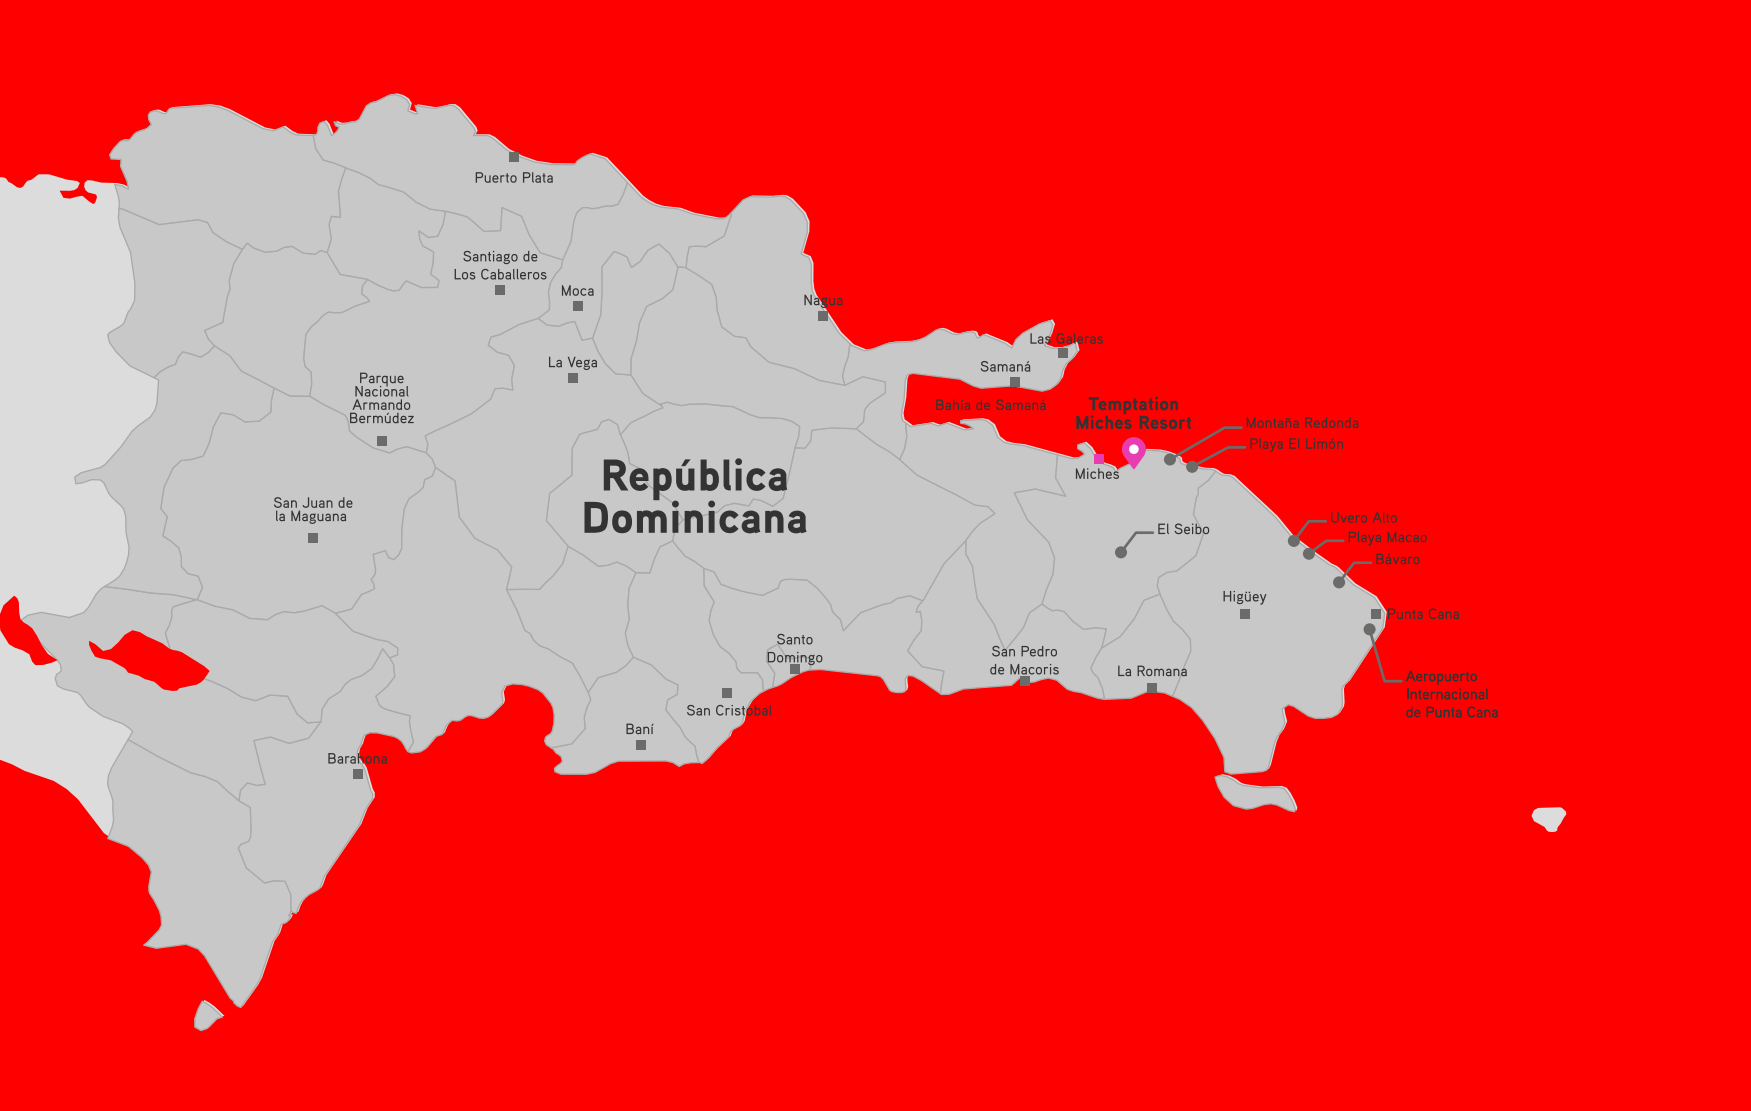 Puerto Plata
Santiago de
Los Caballeros
Moca
Nagua
Las Galeras
La Vega
Samaná
Parque
Nacional
Armando
Bermúdez
Bahía de Samaná
Temptation
Miches Resort
Montaña Redonda
Playa El Limón
Miches
República
Dominicana
San Juan de
la Maguana
El Seibo
Uvero Alto
Playa Macao
Bávaro
Higüey
Punta Cana
Santo
Domingo
San Pedro
de Macoris
La Romana
Aeropuerto
Internacional
de Punta Cana
San Cristóbal
Baní
Barahona